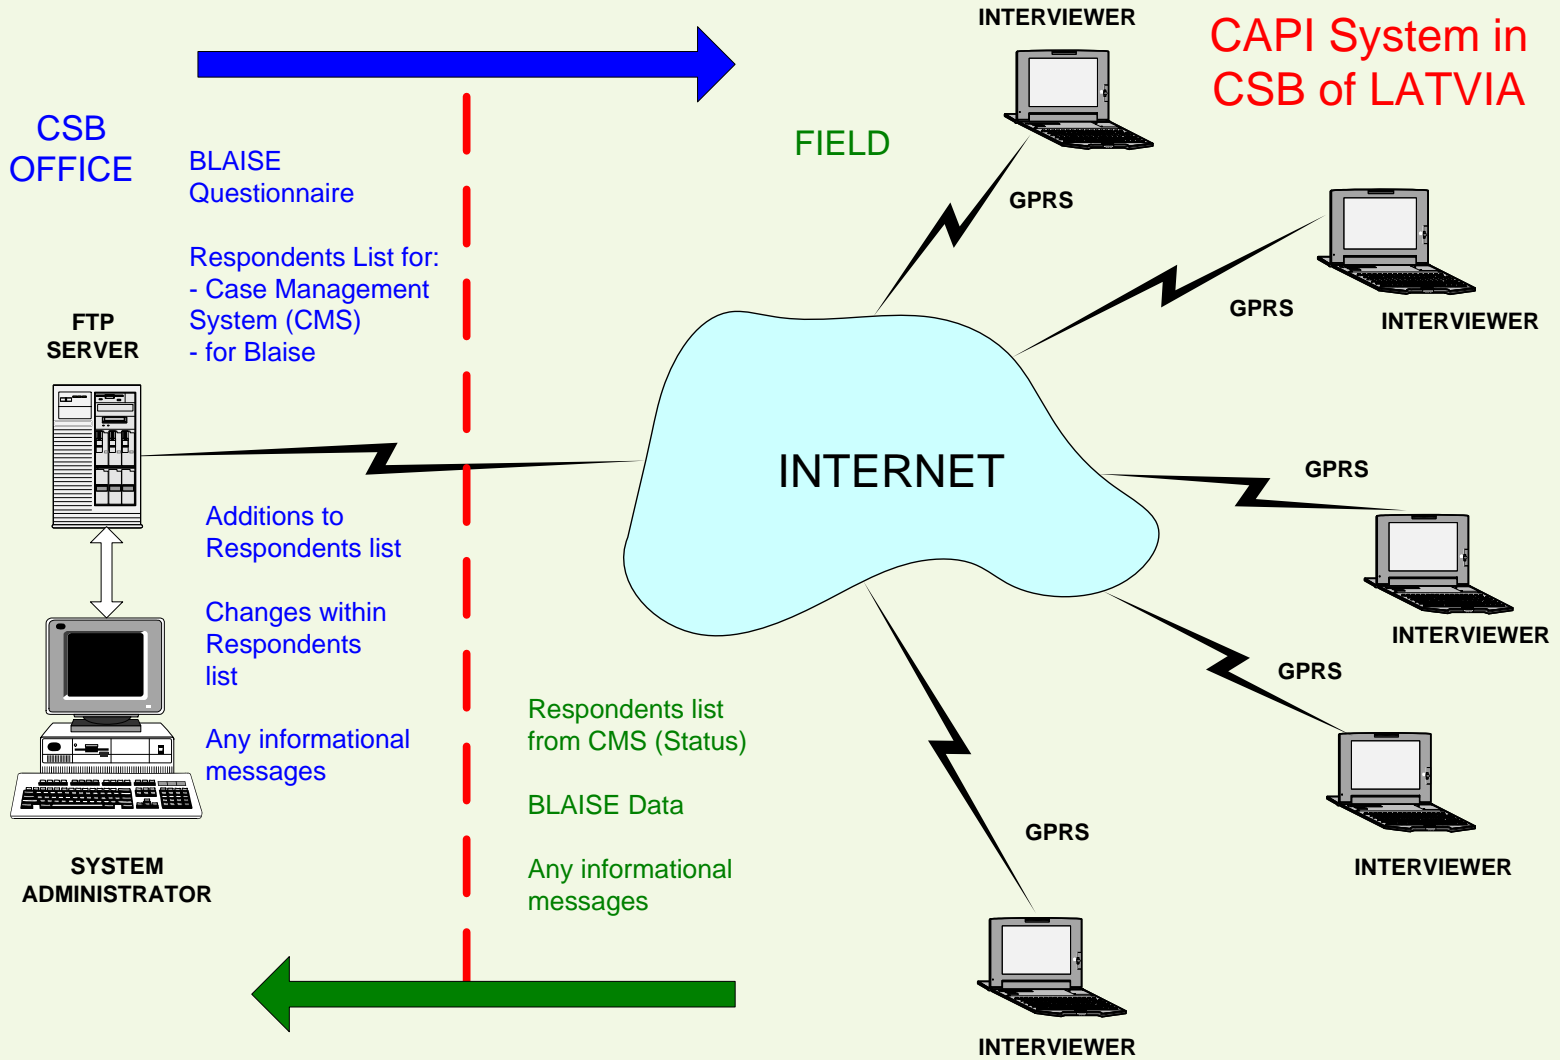 CAPI System in
CSB of LATVIA
CSB
OFFICE
FIELD
BLAISE
Questionnaire
Respondents List for:
- Case Management
System (CMS)
- for Blaise
FTP
SERVER
Additions to
Respondents list
Changes within
Respondents
list
Any informational
messages
SYSTEM
ADMINISTRATOR
Respondents list
from CMS (Status)
BLAISE Data
Any informational
messages
INTERNET
INTERVIEWER
GPRS
GPRS
INTERVIEWER
GPRS
INTERVIEWER
GPRS
INTERVIEWER
GPRS
INTERVIEWER